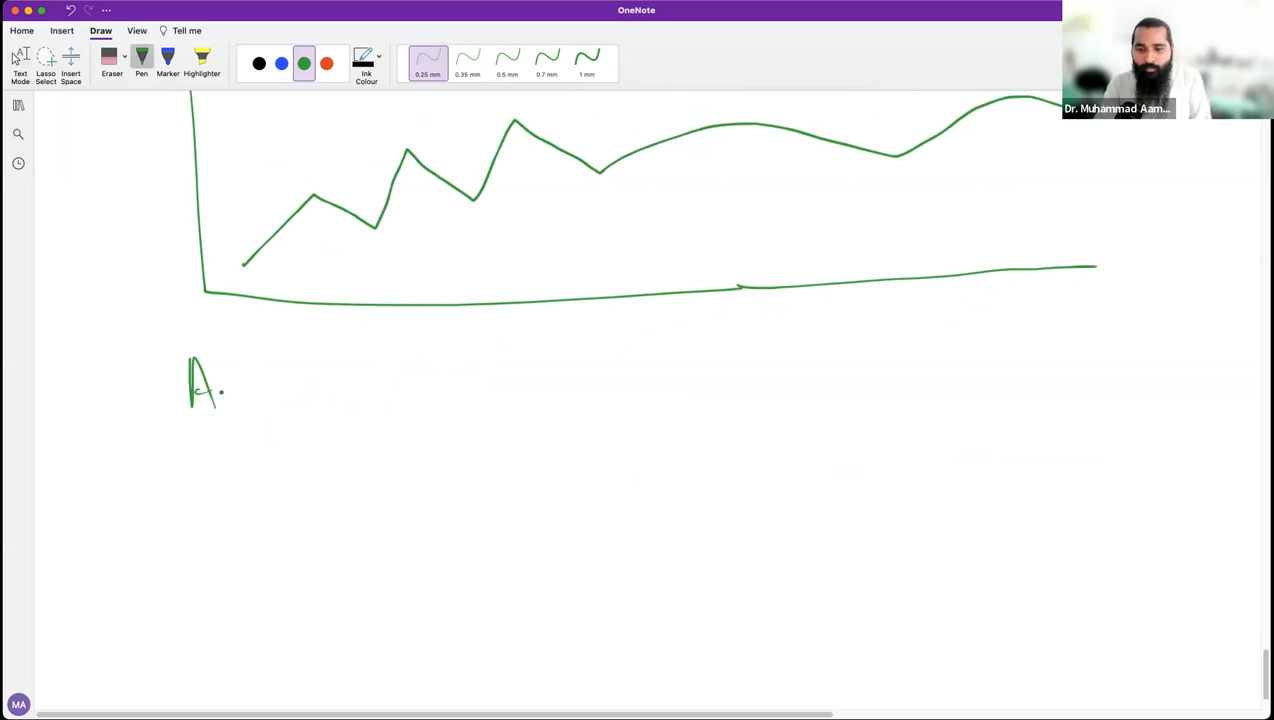 OneNote
Home Insert Draw View Tell me
Text Mode
Lasso Select
Insert Space
Eraser
Pen
Marker
Highlighter
Ink Colour
0.25 mm
0.35 mm
0.5 mm
0.7 mm
1 mm
Dr. Muhammad Aam...
A.
MA